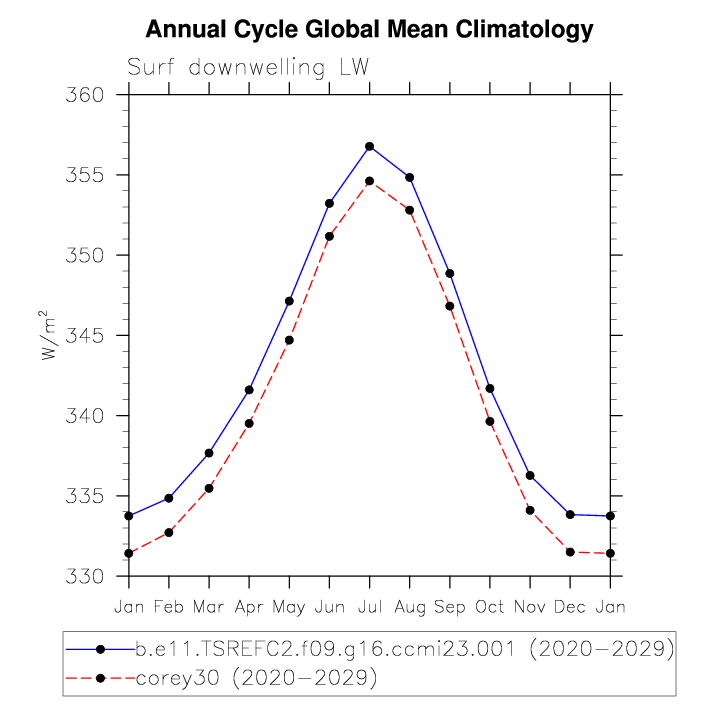 Annual Cycle Global Mean Climatology
Surf downwelling LW
360
355
350
345
340
335
330
W/m²
Jan Feb Mar Apr May Jun Jul Aug Sep Oct Nov Dec Jan
b.e11.TSREFC2.f09.g16.ccmi23.001 (2020−2029)
corey30 (2020−2029)